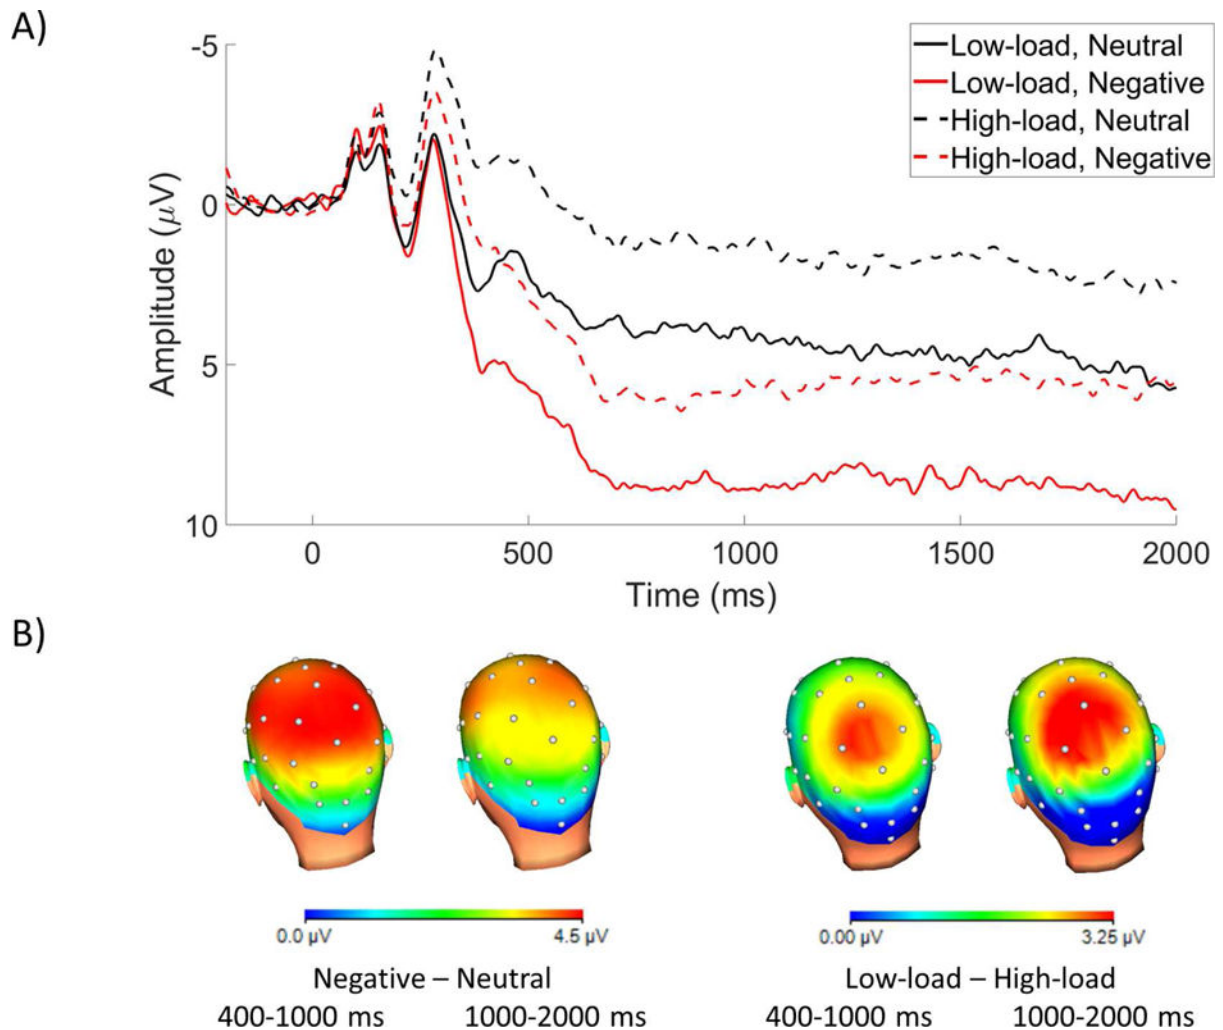 A)
Low-load, Neutral
Low-load, Negative
High-load, Neutral
High-load, Negative
-5
0
5
10
Amplitude (μV)
0 500 1000 1500 2000
Time (ms)
B)
0.0 μV 4.5 μV
0.00 μV 3.25 μV
Negative – Neutral
Low-load – High-load
400-1000 ms 1000-2000 ms
400-1000 ms 1000-2000 ms